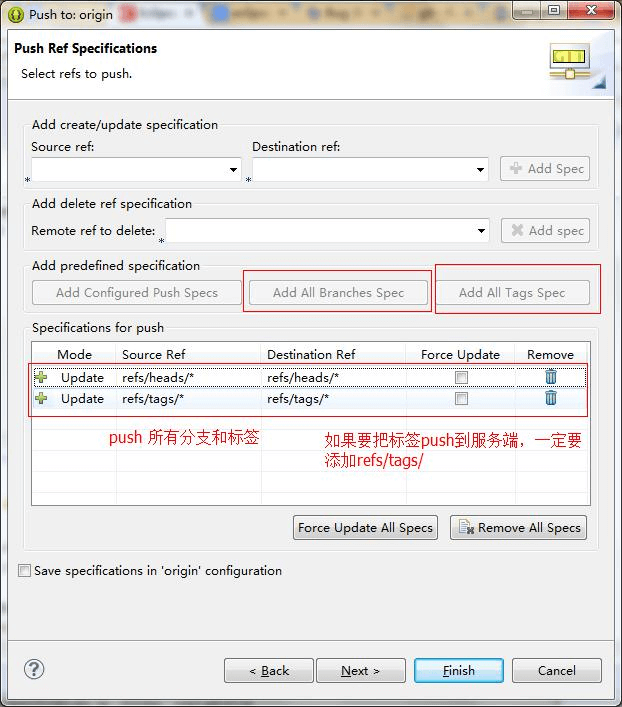 Push to: origin
Push Ref Specifications
Select refs to push.
GIT
Add create/update specification
Source ref:
Destination ref:
* * Add Spec
Add delete ref specification
Remote ref to delete: * Add spec
Add predefined specification
Add Configured Push Specs Add All Branches Spec Add All Tags Spec
Specifications for push
Mode Source Ref Destination Ref Force Update Remove
Update refs/heads/* refs/heads/*
Update refs/tags/* refs/tags/*
push 所有分支和标签
如果要把标签push到服务端，一定要
添加refs/tags/
Force Update All Specs Remove All Specs
Save specifications in 'origin' configuration
? < Back Next > Finish Cancel